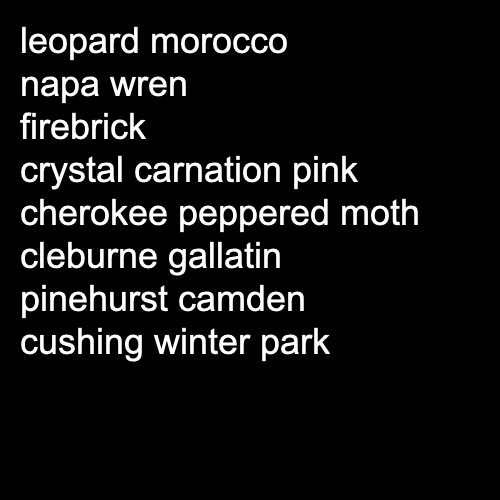 leopard morocco
napa wren
firebrick
crystal carnation pink
cherokee peppered moth
cleburne gallatin
pinehurst camden
cushing winter park